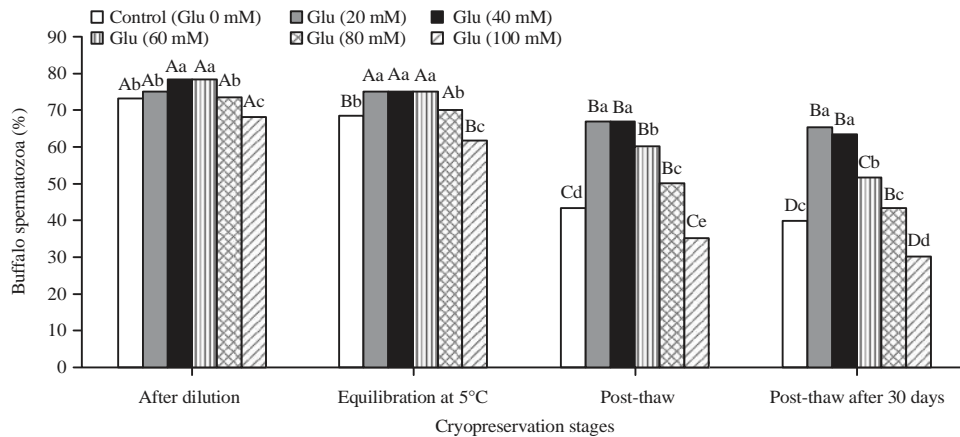 Control (Glu 0 mM) Glu (20 mM) Glu (40 mM)
Glu (60 mM) Glu (80 mM) Glu (100 mM)
Buffalo spermatozoa (%)
90
80
70
60
50
40
30
20
10
0
Ab Ab Aa Aa Ab Ac
Bb Aa Aa Aa Ab Bc
Cd Ba Ba Bb Bc Ce
Dc Ba Ba Cb Bc Dd
After dilution Equilibration at 5°C Post-thaw Post-thaw after 30 days
Cryopreservation stages